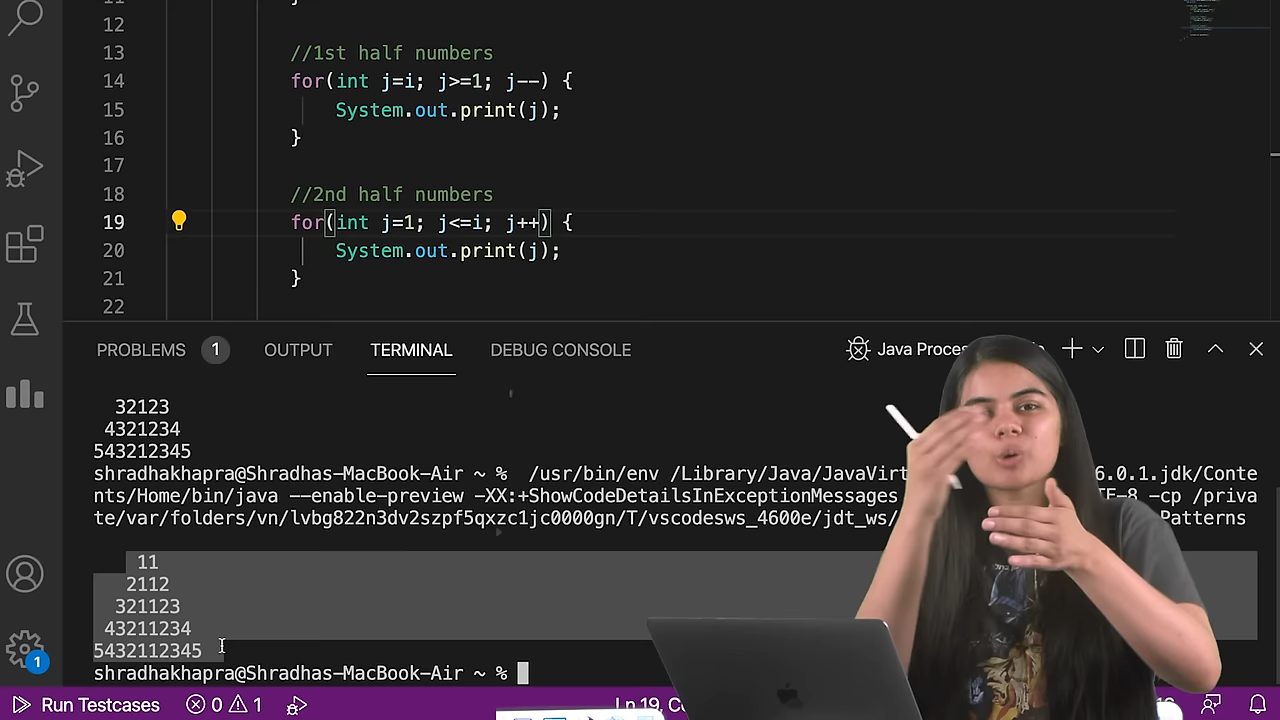 12
13 //1st half numbers
14 for(int j=i; j>=1; j--) {
15 System.out.print(j);
16 }
17
18 //2nd half numbers
19 for(int j=1; j<=i; j++) {
20 System.out.print(j);
21 }
22
PROBLEMS 1 OUTPUT TERMINAL DEBUG CONSOLE Java
32123
4321234
543212345
shradhakhapra@Shradhas-MacBook-Air ~ % /usr/bin/env /Library/Java/ 6.0.1.jdk/Conte
nts/Home/bin/java --enable-preview -XX:+ShowCodeDetailsInExceptionMessages -cp /priva
te/var/folders/vn/lvbg822n3dv2szpf5qxzc1jc0000gn/T/vscodesws_4600e/jdt_ws/ Patterns
11
2112
321123
43211234
5432112345
shradhakhapra@Shradhas-MacBook-Air ~ %
1
Run Testcases 0 1 Ln 19,